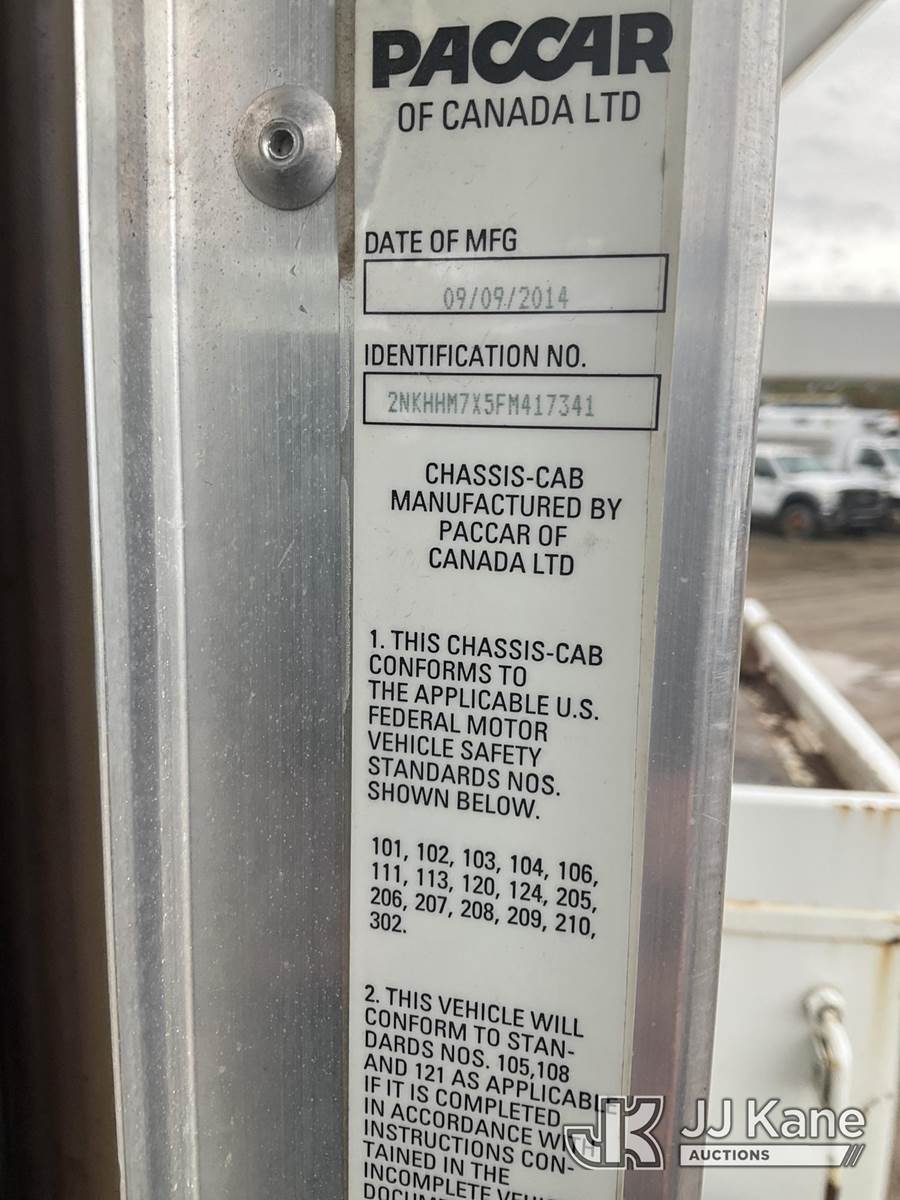 PACCAR
OF CANADA LTD
DATE OF MFG
09/09/2014
IDENTIFICATION NO.
2NKHHM7X5FM417341
CHASSIS-CAB
MANUFACTURED BY
PACCAR OF
CANADA LTD
1. THIS CHASSIS-CAB
CONFORMS TO
THE APPLICABLE U.S.
FEDERAL MOTOR
VEHICLE SAFETY
STANDARDS NOS.
SHOWN BELOW.
101, 102, 103, 104, 106,
111, 113, 120, 124, 205,
206, 207, 208, 209, 210,
302.
2. THIS VEHICLE WILL
CONFORM TO STAN-
DARDS NOS. 105,108
AND 121 AS APPLICABLE
IF IT IS COMPLETED
IN ACCORDANCE WITH
INSTRUCTIONS CON-
TAINED IN THE
INCOMPLETE
JK JJ Kane
AUCTIONS